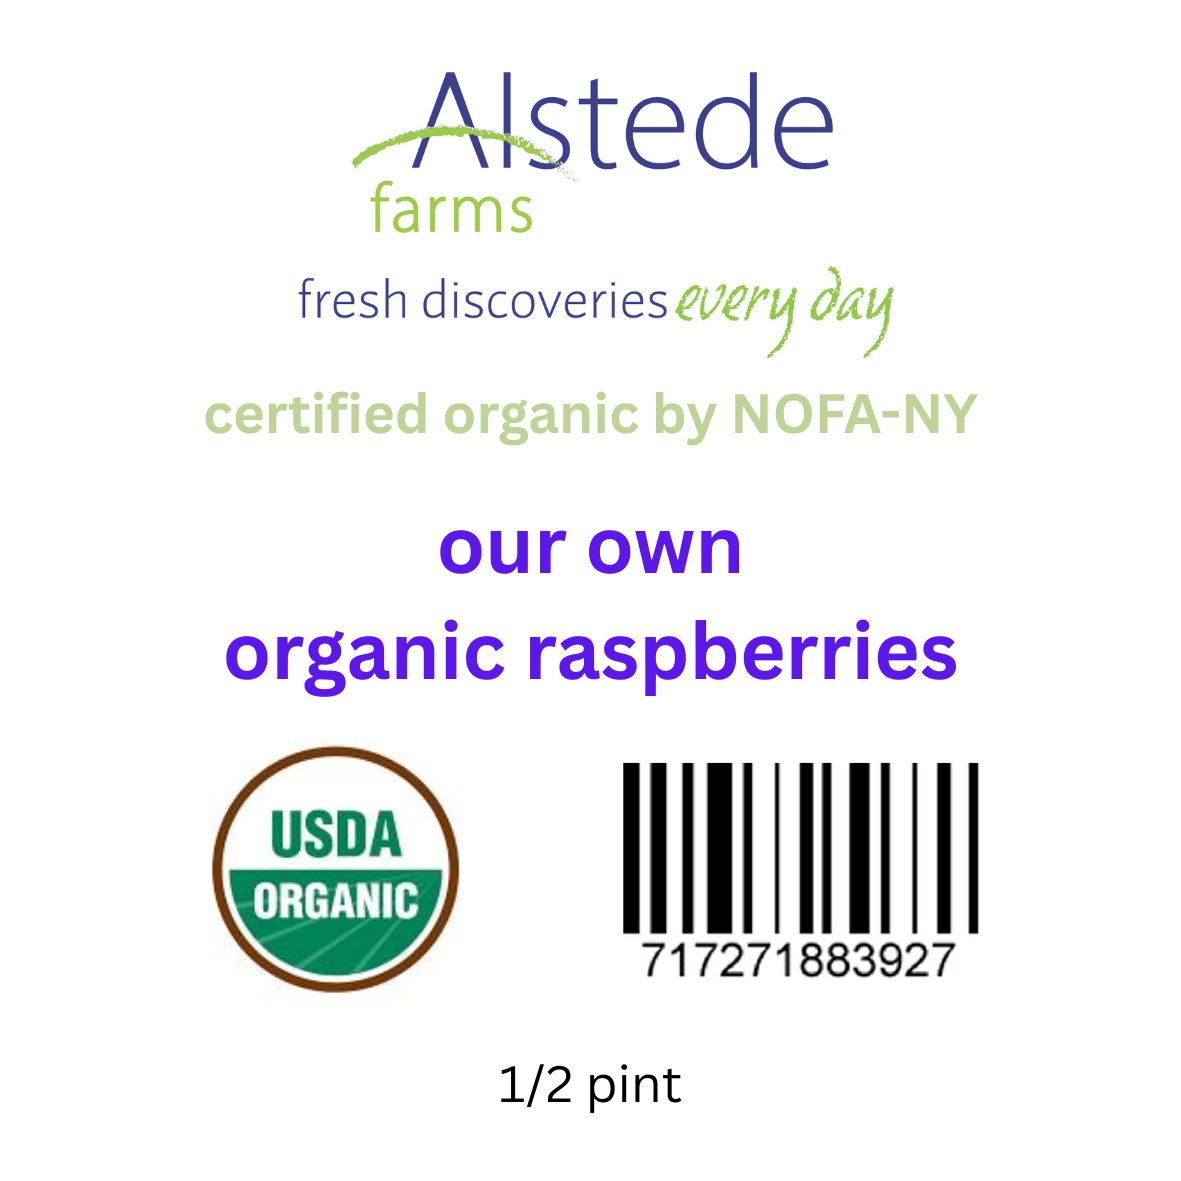 Alstede
farms
fresh discoveries every day
certified organic by NOFA-NY
our own
organic raspberries
USDA
ORGANIC
717271883927
1/2 pint